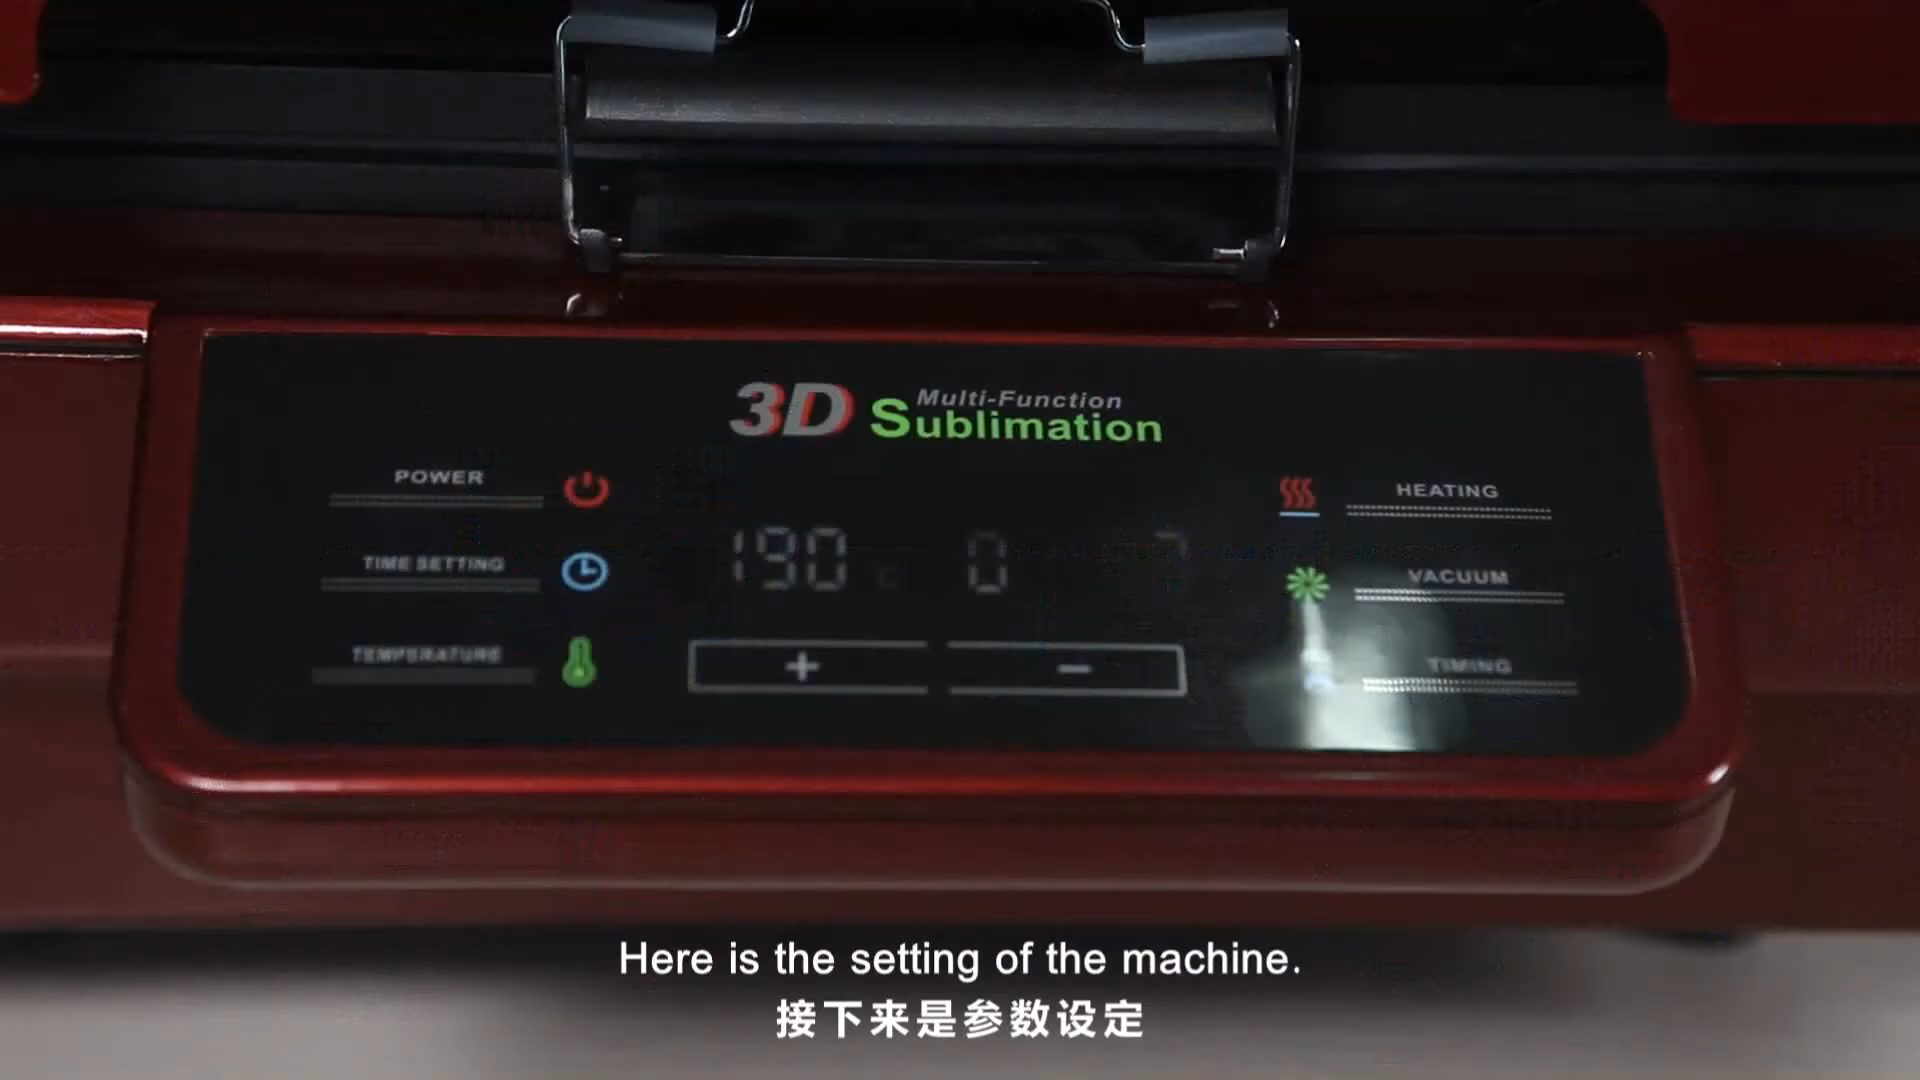 3D Multi-Function
Sublimation
POWER
HEATING
TIME SETTING
190 0
VACUUM
TEMPERATURE
+
−
TIMING
Here is the setting of the machine.
接下来是参数设定